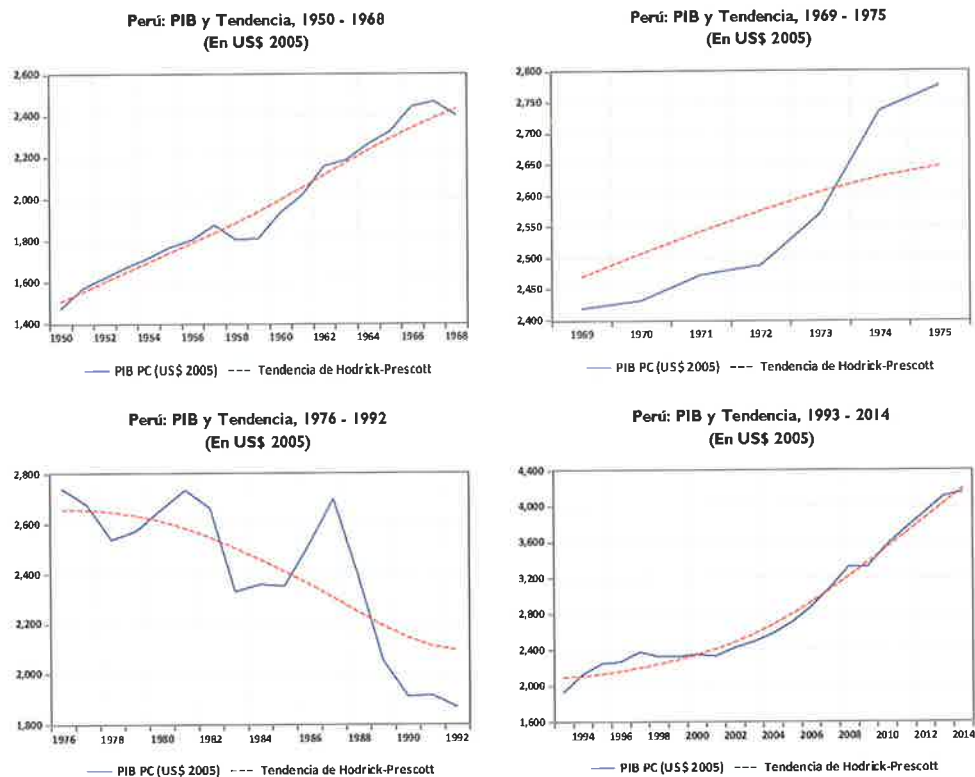 Perú: PIB y Tendencia, 1950 - 1968
(En US$ 2005)
2,600
2,400
2,200
2,000
1,800
1,600
1,400
1950 1952 1954 1956 1958 1960 1962 1964 1966 1968
PIB PC (US$ 2005) --- Tendencia de Hodrick-Prescott
Perú: PIB y Tendencia, 1969 - 1975
(En US$ 2005)
2,800
2,750
2,700
2,650
2,600
2,550
2,500
2,450
2,400
1969 1970 1971 1972 1973 1974 1975
PIB PC (US$ 2005) --- Tendencia de Hodrick-Prescott
Perú: PIB y Tendencia, 1976 - 1992
(En US$ 2005)
2,800
2,600
2,400
2,200
2,000
1,800
1976 1978 1980 1982 1984 1986 1988 1990 1992
PIB PC (US$ 2005) --- Tendencia de Hodrick-Prescott
Perú: PIB y Tendencia, 1993 - 2014
(En US$ 2005)
4,400
4,000
3,600
3,200
2,800
2,400
2,000
1,600
1994 1996 1998 2000 2002 2004 2006 2008 2010 2012 2014
PIB PC (US$ 2005) --- Tendencia de Hodrick-Prescott